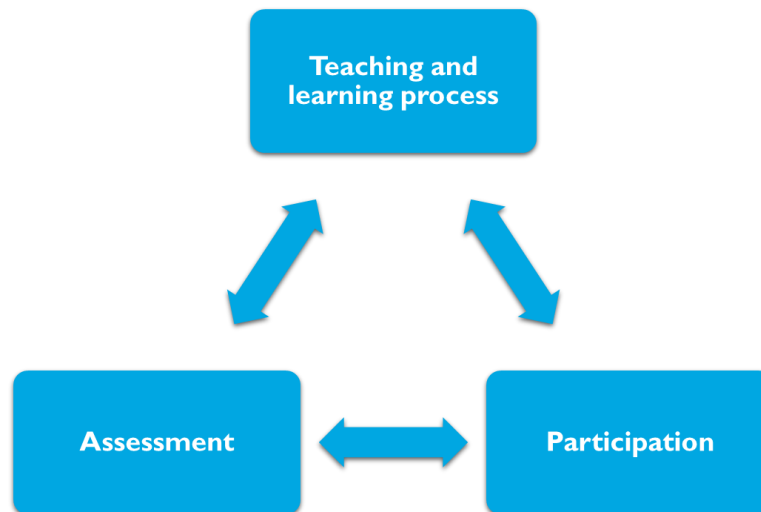 Teaching and
learning process
Assessment
Participation